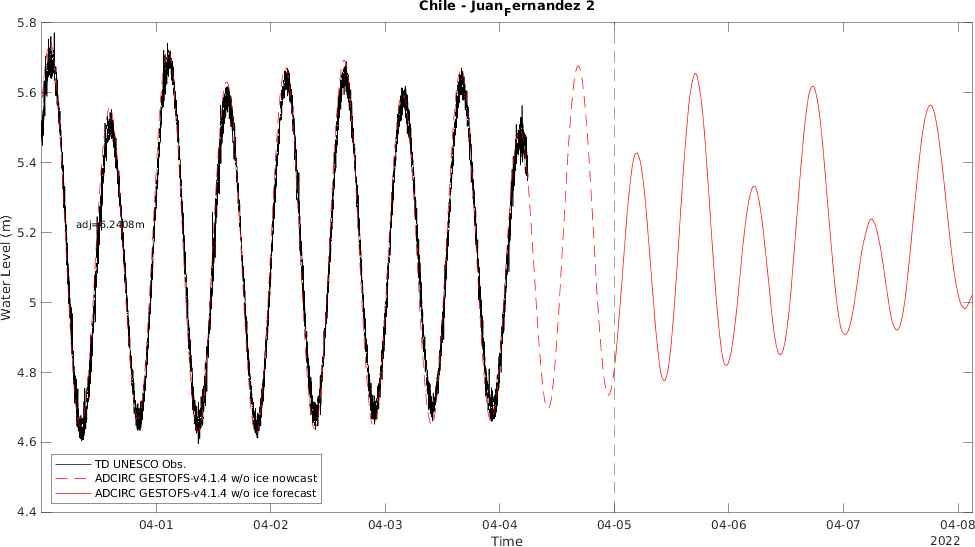 Chile - JuanFernandez 2
5.8
5.6
5.4
5.2
5
4.8
4.6
4.4
Water Level (m)
adj=5.2408m
TD UNESCO Obs.
ADCIRC GESTOFS-v4.1.4 w/o ice nowcast
ADCIRC GESTOFS-v4.1.4 w/o ice forecast
04-01 04-02 04-03 04-04 04-05 04-06 04-07 04-08
Time
2022